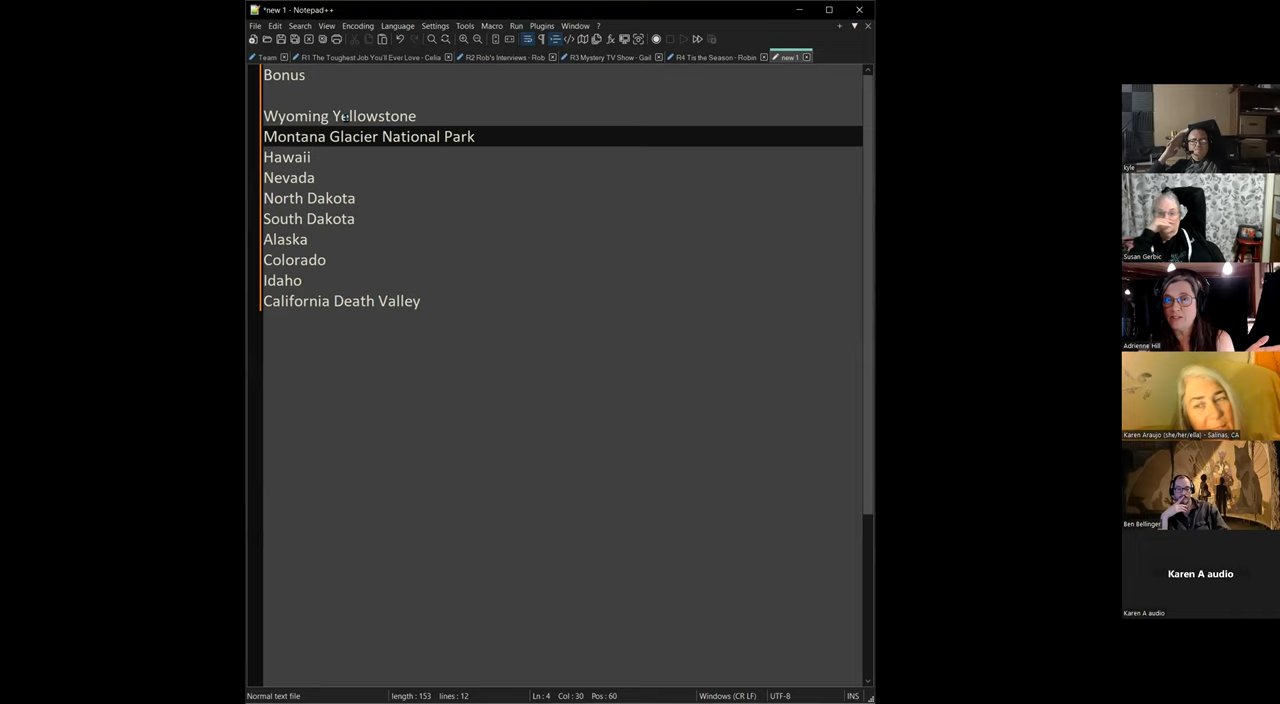 *new 1 - Notepad++
File Edit Search View Encoding Language Settings Tools Macro Run Plugins Window ?
Team R1 The Toughest Job You'll Ever Love - Celia R2 Rob's Interviews - Rob R3 Mystery TV Show - Gail R4 Tis the Season - Robin new 1
Bonus
Wyoming Yellowstone
Montana Glacier National Park
Hawaii
Nevada
North Dakota
South Dakota
Alaska
Colorado
Idaho
California Death Valley
Normal text file length : 153 lines : 12 Ln : 4 Col : 30 Pos : 60 Windows (CR LF) UTF-8 INS
Kyle
Susan Gerbic
Adrienne Hill
Karen Araujo (she/her/ella) - Salinas, CA
Ben Bellinger
Karen A audio
Karen A audio